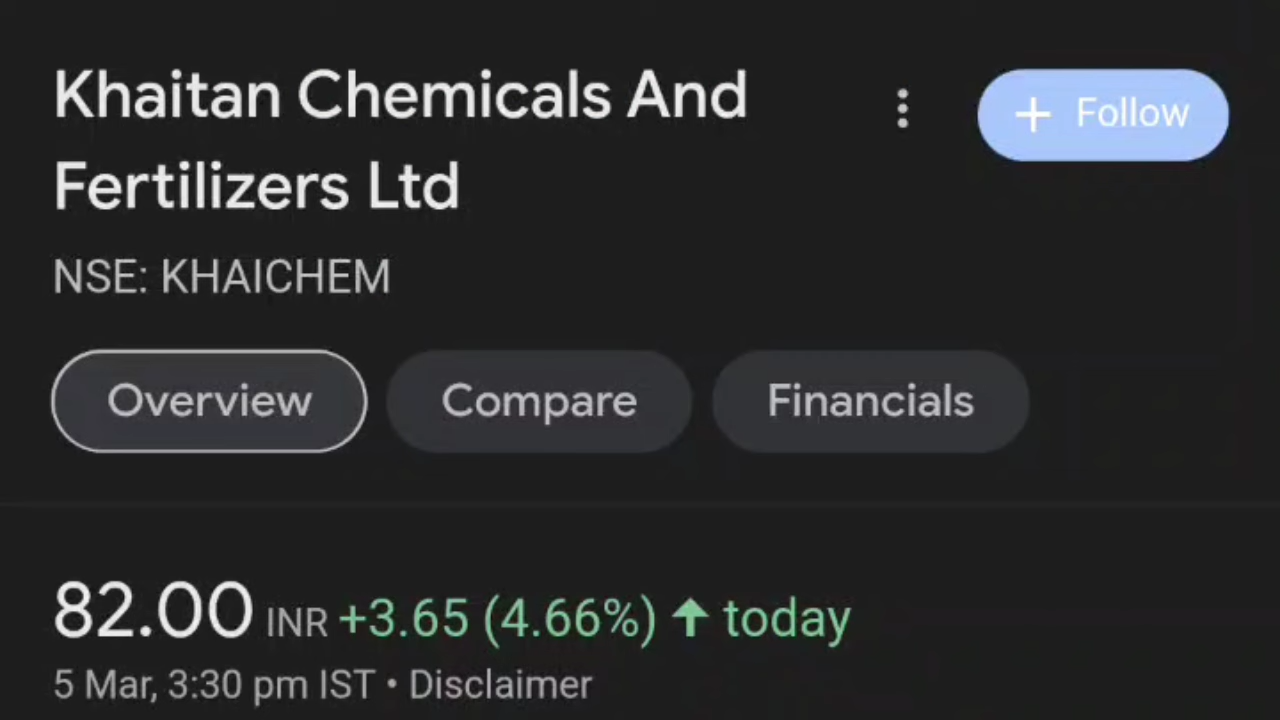 Khaitan Chemicals And
Fertilizers Ltd
+ Follow
NSE: KHAICHEM
Overview Compare Financials
82.00 INR +3.65 (4.66%) ↑ today
5 Mar, 3:30 pm IST • Disclaimer